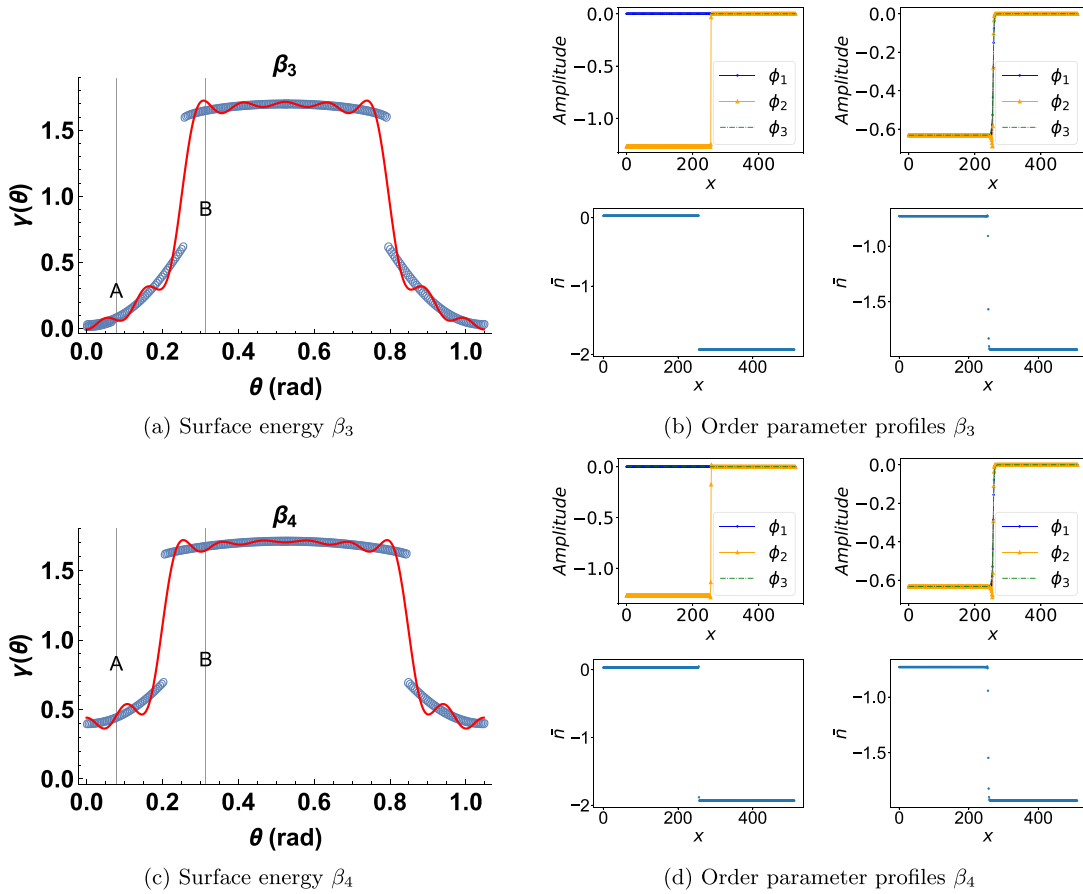 β₃
γ(θ)
1.5
1.0
0.5
0.0
A
B
0.0 0.2 0.4 0.6 0.8 1.0
θ (rad)
(a) Surface energy β₃
Amplitude
0.0
−0.5
−1.0
ϕ₁
ϕ₂
ϕ₃
0 200 400
x
Amplitude
0.0
−0.2
−0.4
−0.6
ϕ₁
ϕ₂
ϕ₃
0 200 400
x
n̄
0
−1
−2
0 200 400
x
n̄
−1.0
−1.5
0 200 400
x
(b) Order parameter profiles β₃
β₄
γ(θ)
1.5
1.0
0.5
0.0
A
B
0.0 0.2 0.4 0.6 0.8 1.0
θ (rad)
(c) Surface energy β₄
Amplitude
0.0
−0.5
−1.0
ϕ₁
ϕ₂
ϕ₃
0 200 400
x
Amplitude
0.0
−0.2
−0.4
−0.6
ϕ₁
ϕ₂
ϕ₃
0 200 400
x
n̄
0
−1
−2
0 200 400
x
n̄
−1.0
−1.5
0 200 400
x
(d) Order parameter profiles β₄